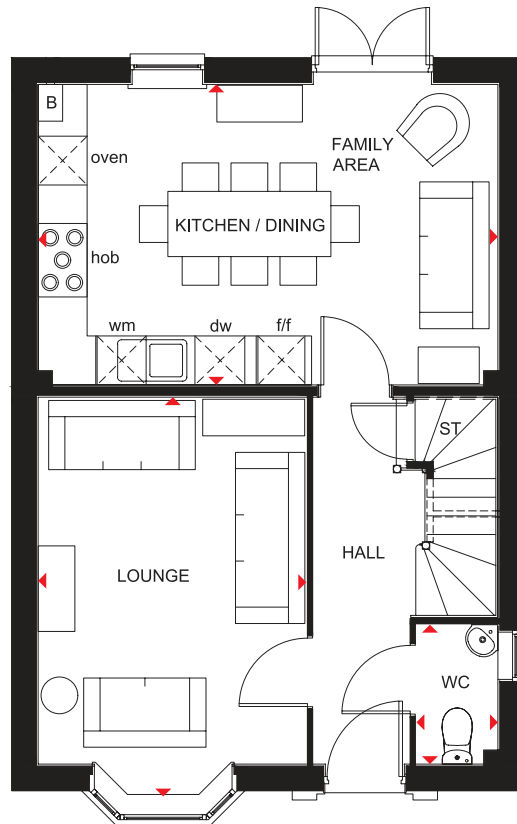 B
oven
FAMILY
AREA
KITCHEN / DINING
hob
wm
dw
f/f
ST
HALL
LOUNGE
WC